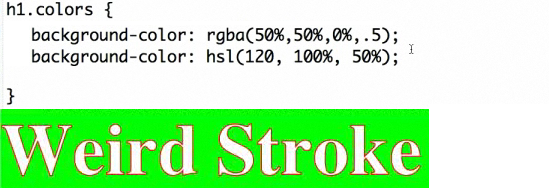 h1.colors {
background-color: rgba(50%,50%,0%,.5);
background-color: hsl(120, 100%, 50%);
}
Weird Stroke